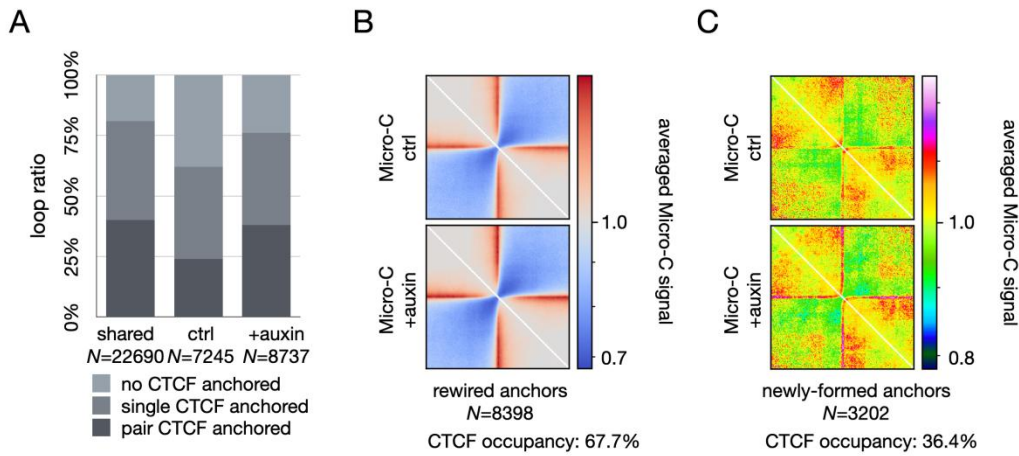 A
loop ratio
100%
75%
50%
25%
0%
shared
N=22690
ctrl
N=7245
+auxin
N=8737
no CTCF anchored
single CTCF anchored
pair CTCF anchored
B
Micro-C
ctrl
Micro-C
+auxin
1.0
0.7
averaged Micro-C signal
rewired anchors
N=8398
CTCF occupancy: 67.7%
C
Micro-C
ctrl
Micro-C
+auxin
1.0
0.8
averaged Micro-C signal
newly-formed anchors
N=3202
CTCF occupancy: 36.4%